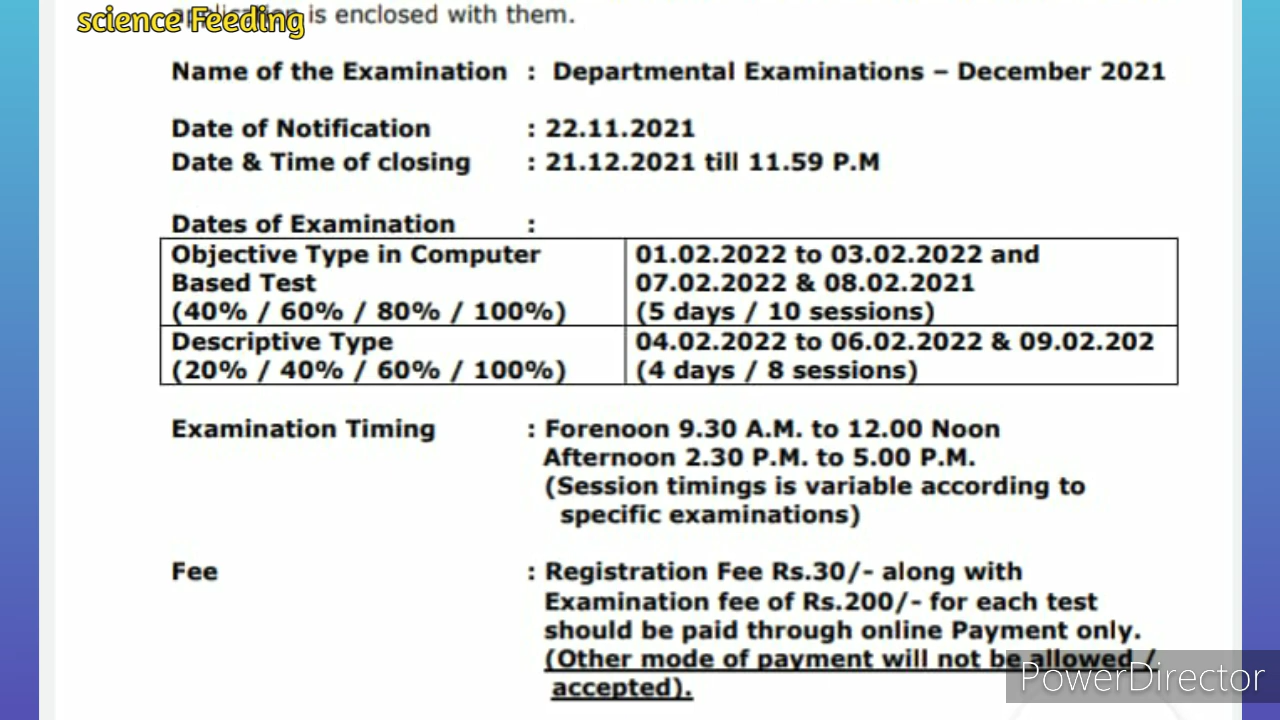 is enclosed with them.
science Feeding
Name of the Examination : Departmental Examinations – December 2021
Date of Notification : 22.11.2021
Date & Time of closing : 21.12.2021 till 11.59 P.M
Dates of Examination :
Objective Type in Computer Based Test (40% / 60% / 80% / 100%)
01.02.2022 to 03.02.2022 and 07.02.2022 & 08.02.2021 (5 days / 10 sessions)
Descriptive Type (20% / 40% / 60% / 100%)
04.02.2022 to 06.02.2022 & 09.02.202 (4 days / 8 sessions)
Examination Timing : Forenoon 9.30 A.M. to 12.00 Noon
Afternoon 2.30 P.M. to 5.00 P.M.
(Session timings is variable according to
specific examinations)
Fee : Registration Fee Rs.30/- along with
Examination fee of Rs.200/- for each test
should be paid through online Payment only.
(Other mode of payment will not be allowed /
accepted).
PowerDirector